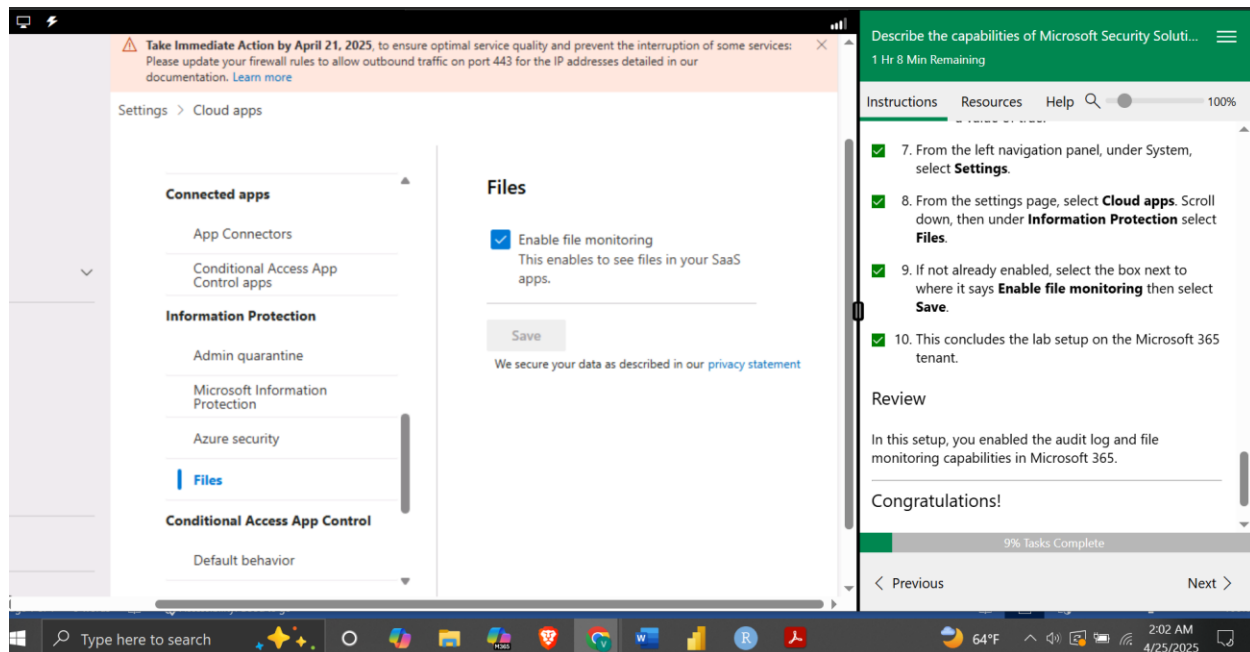 Take Immediate Action by April 21, 2025, to ensure optimal service quality and prevent the interruption of some services:
Please update your firewall rules to allow outbound traffic on port 443 for the IP addresses detailed in our
documentation. Learn more
Settings > Cloud apps
Connected apps
App Connectors
Conditional Access App
Control apps
Information Protection
Admin quarantine
Microsoft Information
Protection
Azure security
Files
Conditional Access App Control
Default behavior
Files
Enable file monitoring
This enables to see files in your SaaS
apps.
Save
We secure your data as described in our privacy statement
Describe the capabilities of Microsoft Security Soluti...
1 Hr 8 Min Remaining
Instructions Resources Help 100%
7. From the left navigation panel, under System,
select Settings.
8. From the settings page, select Cloud apps. Scroll
down, then under Information Protection select
Files.
9. If not already enabled, select the box next to
where it says Enable file monitoring then select
Save.
10. This concludes the lab setup on the Microsoft 365
tenant.
Review
In this setup, you enabled the audit log and file
monitoring capabilities in Microsoft 365.
Congratulations!
9% Tasks Complete
< Previous Next >
Type here to search
M365
R
64°F
2:02 AM
4/25/2025